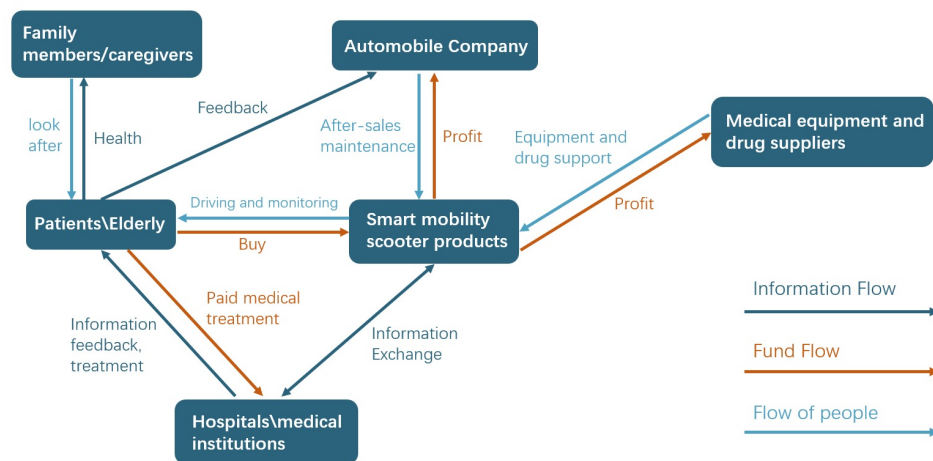 Family
members/caregivers
Automobile Company
look
after
Health
Feedback
After-sales
maintenance
Profit
Equipment and
drug support
Medical equipment and
drug suppliers
Profit
Patients\Elderly
Driving and monitoring
Buy
Smart mobility
scooter products
Paid medical
treatment
Information
feedback,
treatment
Information
Exchange
Hospitals\medical
institutions
Information Flow
Fund Flow
Flow of people